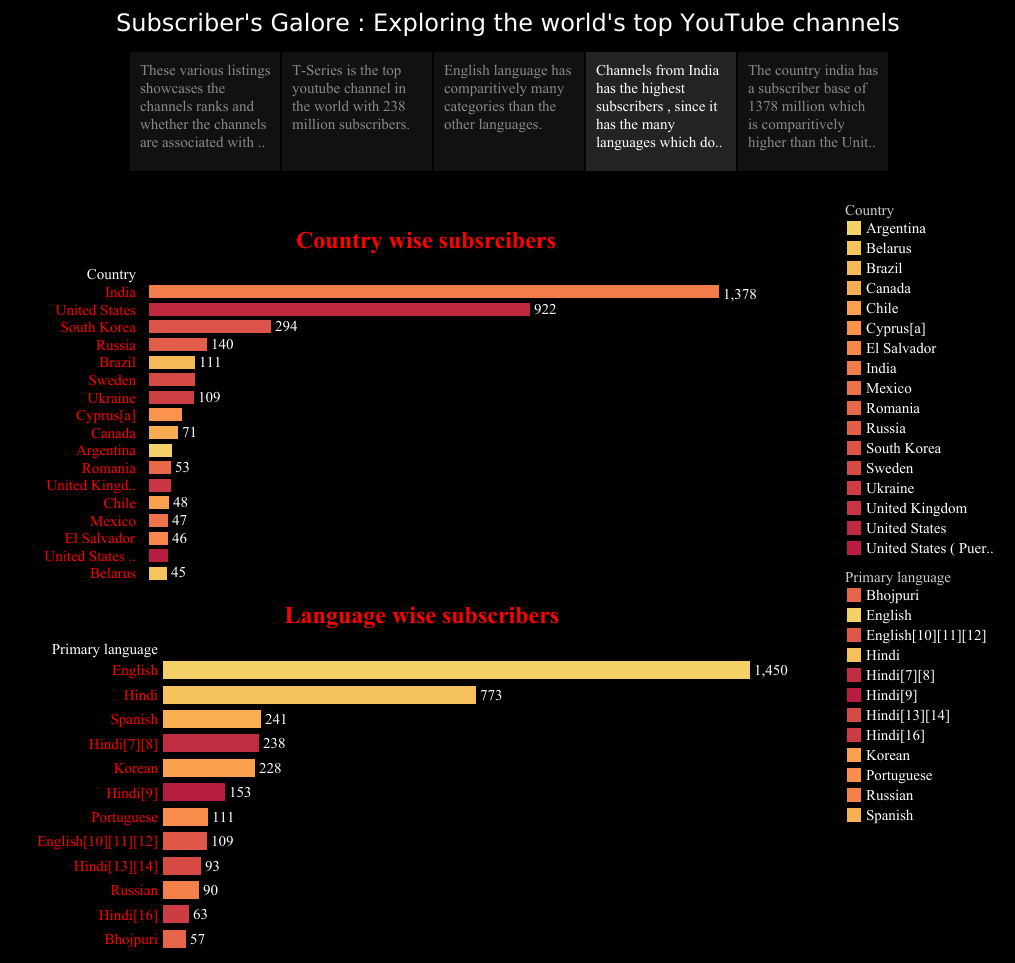 Subscriber's Galore : Exploring the world's top YouTube channels
These various listings
showcases the
channels ranks and
whether the channels
are associated with ..
T-Series is the top
youtube channel in
the world with 238
million subscribers.
English language has
comparitively many
categories than the
other languages.
Channels from India
has the highest
subscribers , since it
has the many
languages which do..
The country india has
a subscriber base of
1378 million which
is comparitively
higher than the Unit..
Country wise subsrcibers
Country
India 1,378
United States 922
South Korea 294
Russia 140
Brazil 111
Sweden
Ukraine 109
Cyprus[a]
Canada 71
Argentina
Romania 53
United Kingd..
Chile 48
Mexico 47
El Salvador 46
United States ..
Belarus 45
Language wise subscribers
Primary language
English 1,450
Hindi 773
Spanish 241
Hindi[7][8] 238
Korean 228
Hindi[9] 153
Portuguese 111
English[10][11][12] 109
Hindi[13][14] 93
Russian 90
Hindi[16] 63
Bhojpuri 57
Country
Argentina
Belarus
Brazil
Canada
Chile
Cyprus[a]
El Salvador
India
Mexico
Romania
Russia
South Korea
Sweden
Ukraine
United Kingdom
United States
United States ( Puer..
Primary language
Bhojpuri
English
English[10][11][12]
Hindi
Hindi[7][8]
Hindi[9]
Hindi[13][14]
Hindi[16]
Korean
Portuguese
Russian
Spanish